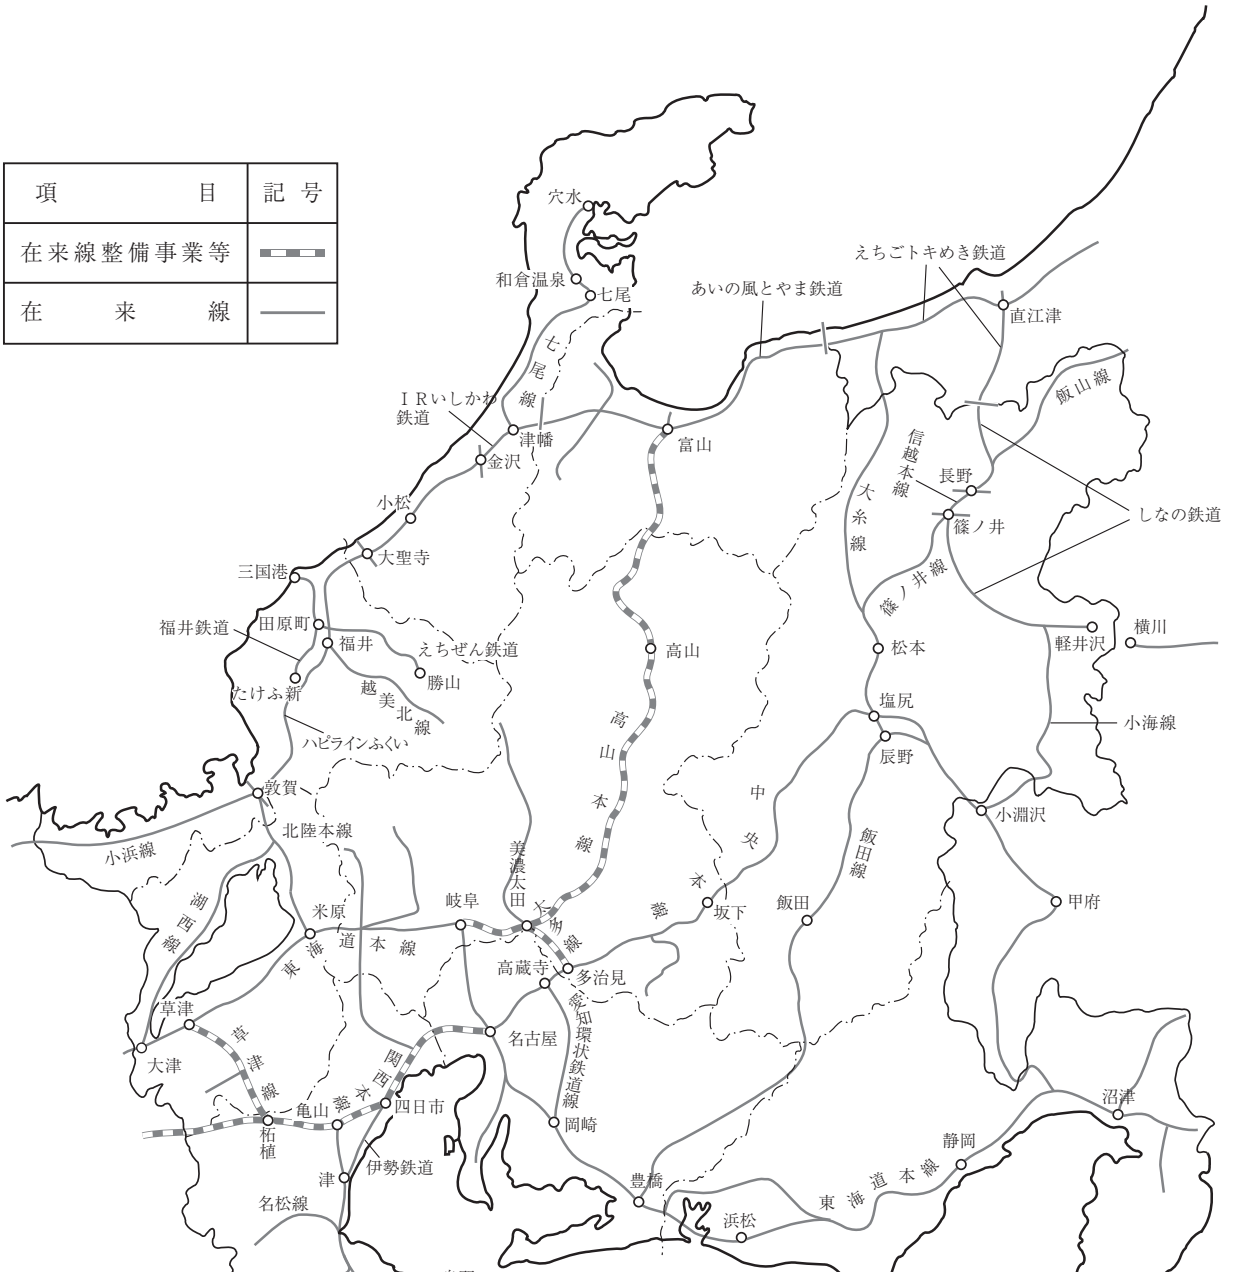 項目 記号
在来線整備事業等
在来線
穴水
和倉温泉
七尾
七尾線
えちごトキめき鉄道
あいの風とやま鉄道
直江津
飯山線
IRいしかわ
鉄道
津幡
金沢
富山
小松
大聖寺
信越本線
長野
篠ノ井
しなの鉄道
大糸線
篠ノ井線
三国港
田原町
福井鉄道
福井
えちぜん鉄道
勝山
たけふ新
越美北線
ハピラインふくい
高山
高山本線
松本
軽井沢
横川
塩尻
辰野
小海線
小淵沢
敦賀
小浜線
北陸本線
湖西線
米原
東海道本線
岐阜
美濃太田
太多線
中央本線
坂下
飯田
飯田線
甲府
高蔵寺
多治見
愛知環状鉄道線
草津
大津
草津線
関西本線
名古屋
亀山
四日市
柘植
津
伊勢鉄道
名松線
岡崎
豊橋
浜松
東海道本線
静岡
沼津